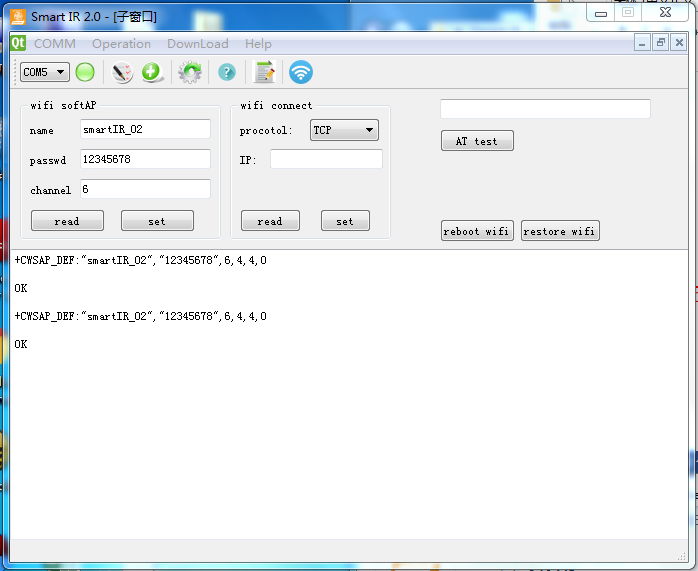 Smart IR 2.0 - [子窗口]
Qt COMM Operation DownLoad Help
COM5
wifi softAP
name smartIR_02
passwd 12345678
channel 6
read set
wifi connect
procotol: TCP
IP:
read set
AT test
reboot wifi restore wifi
+CWSAP_DEF:"smartIR_02","12345678",6,4,4,0
OK
+CWSAP_DEF:"smartIR_02","12345678",6,4,4,0
OK